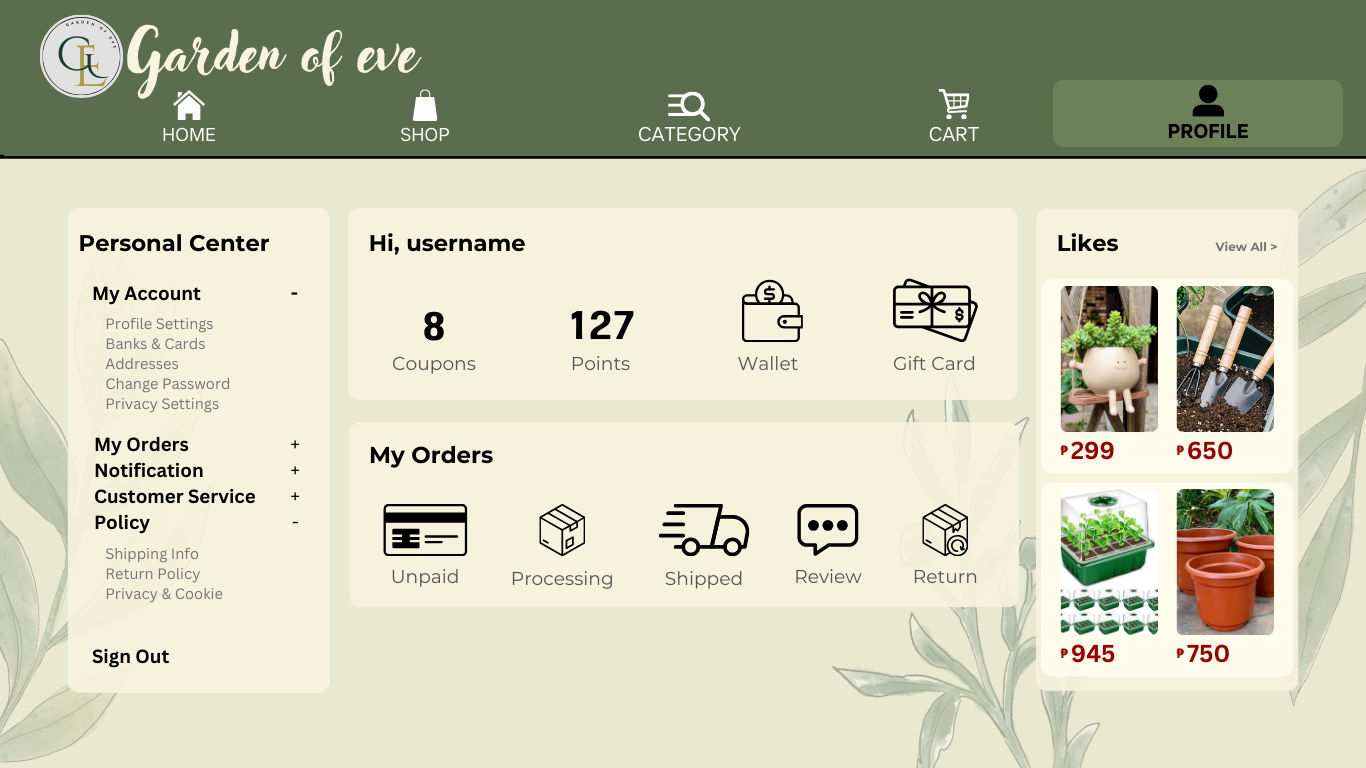 GARDEN OF EVE
GE
Garden of eve
HOME
SHOP
CATEGORY
CART
PROFILE
Personal Center
My Account -
Profile Settings
Banks & Cards
Addresses
Change Password
Privacy Settings
My Orders +
Notification +
Customer Service +
Policy -
Shipping Info
Return Policy
Privacy & Cookie
Sign Out
Hi, username
8
Coupons
127
Points
Wallet
Gift Card
My Orders
Unpaid
Processing
Shipped
Review
Return
Likes
View All >
₱299
₱650
₱945
₱750